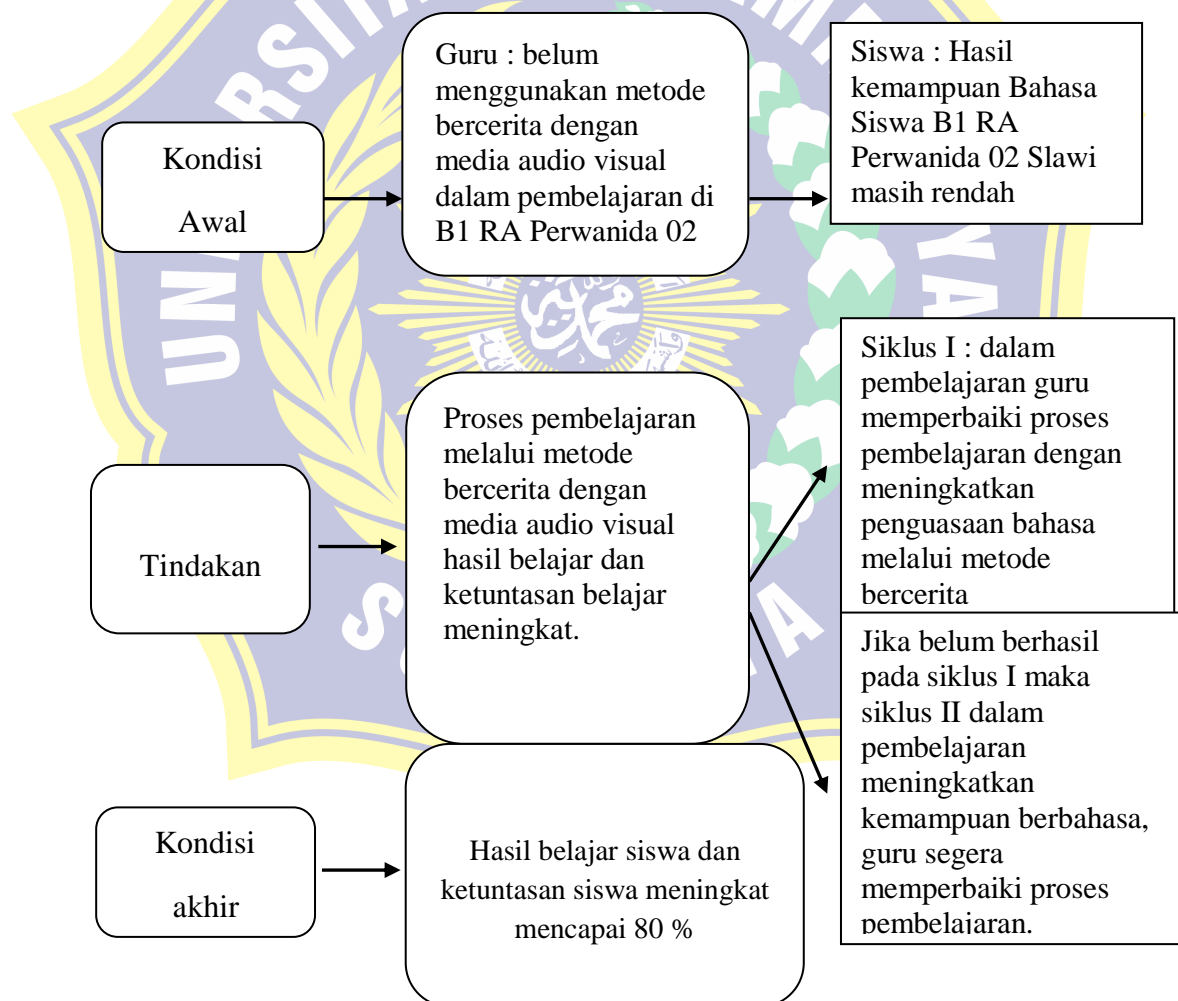 Kondisi
Awal
Guru : belum
menggunakan metode
bercerita dengan
media audio visual
dalam pembelajaran di
B1 RA Perwanida 02
Siswa : Hasil
kemampuan Bahasa
Siswa B1 RA
Perwanida 02 Slawi
masih rendah
Tindakan
Proses pembelajaran
melalui metode
bercerita dengan
media audio visual
hasil belajar dan
ketuntasan belajar
meningkat.
Siklus I : dalam
pembelajaran guru
memperbaiki proses
pembelajaran dengan
meningkatkan
penguasaan bahasa
melalui metode
bercerita
Jika belum berhasil
pada siklus I maka
siklus II dalam
pembelajaran
meningkatkan
kemampuan berbahasa,
guru segera
memperbaiki proses
pembelajaran.
Kondisi
akhir
Hasil belajar siswa dan
ketuntasan siswa meningkat
mencapai 80 %